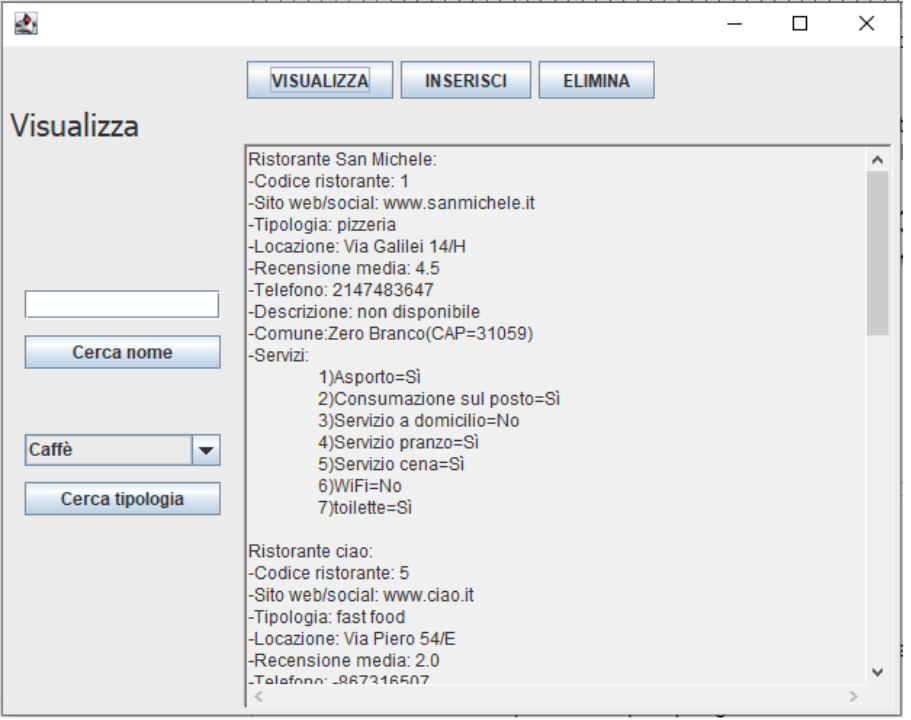 VISUALIZZA INSERISCI ELIMINA
Visualizza
Cerca nome
Caffè
Cerca tipologia
Ristorante San Michele:
-Codice ristorante: 1
-Sito web/social: www.sanmichele.it
-Tipologia: pizzeria
-Locazione: Via Galilei 14/H
-Recensione media: 4.5
-Telefono: 2147483647
-Descrizione: non disponibile
-Comune:Zero Branco(CAP=31059)
-Servizi:
1)Asporto=Sì
2)Consumazione sul posto=Sì
3)Servizio a domicilio=No
4)Servizio pranzo=Sì
5)Servizio cena=Sì
6)WiFi=No
7)toilette=Sì
Ristorante ciao:
-Codice ristorante: 5
-Sito web/social: www.ciao.it
-Tipologia: fast food
-Locazione: Via Piero 54/E
-Recensione media: 2.0
-Telefono: -867316507